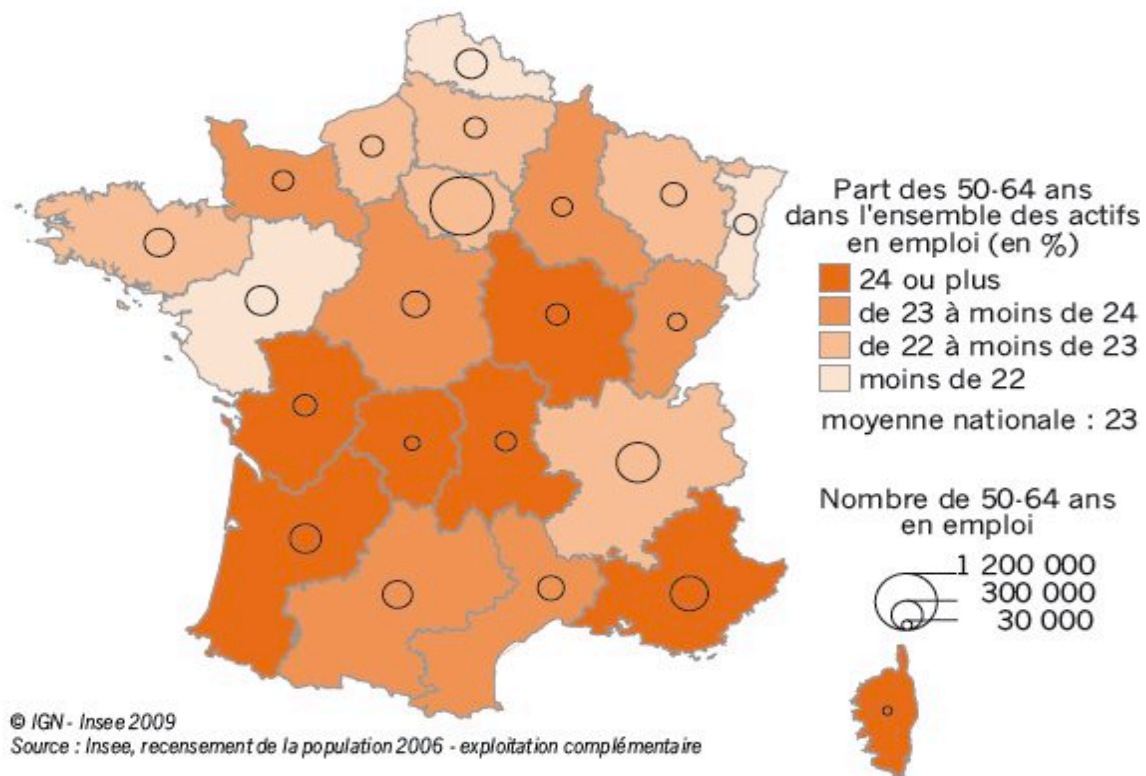 Part des 50-64 ans
dans l'ensemble des actifs
en emploi (en %)
24 ou plus
de 23 à moins de 24
de 22 à moins de 23
moins de 22
moyenne nationale : 23
Nombre de 50-64 ans
en emploi
1 200 000
300 000
30 000
© IGN - Insee 2009
Source : Insee, recensement de la population 2006 - exploitation complémentaire